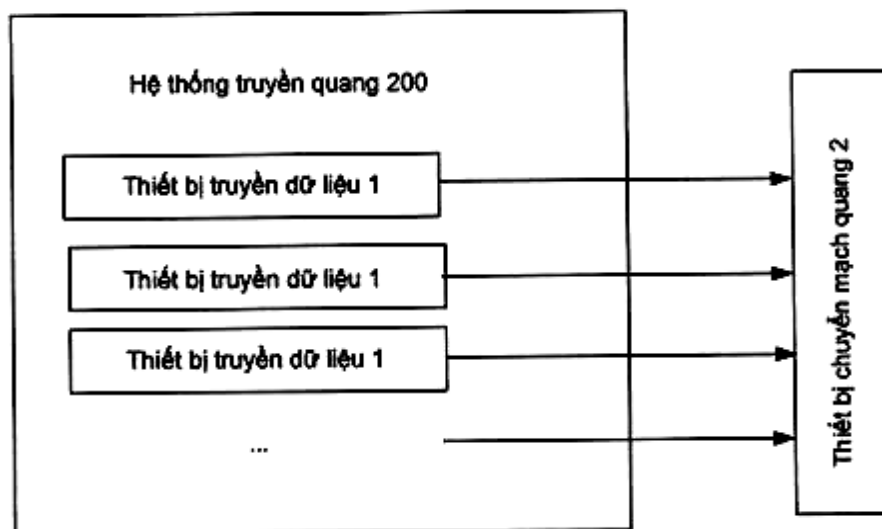 Hệ thống truyền quang 200
Thiết bị truyền dữ liệu 1
Thiết bị truyền dữ liệu 1
Thiết bị truyền dữ liệu 1
...
Thiết bị chuyển mạch quang 2